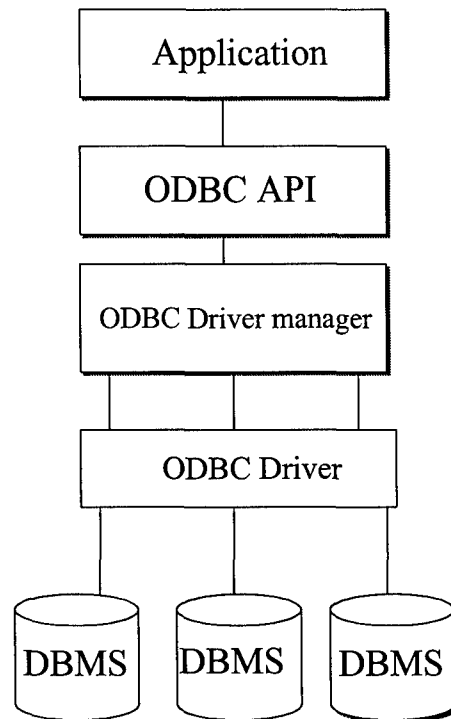 Application
ODBC API
ODBC Driver manager
ODBC Driver
DBMS DBMS DBMS